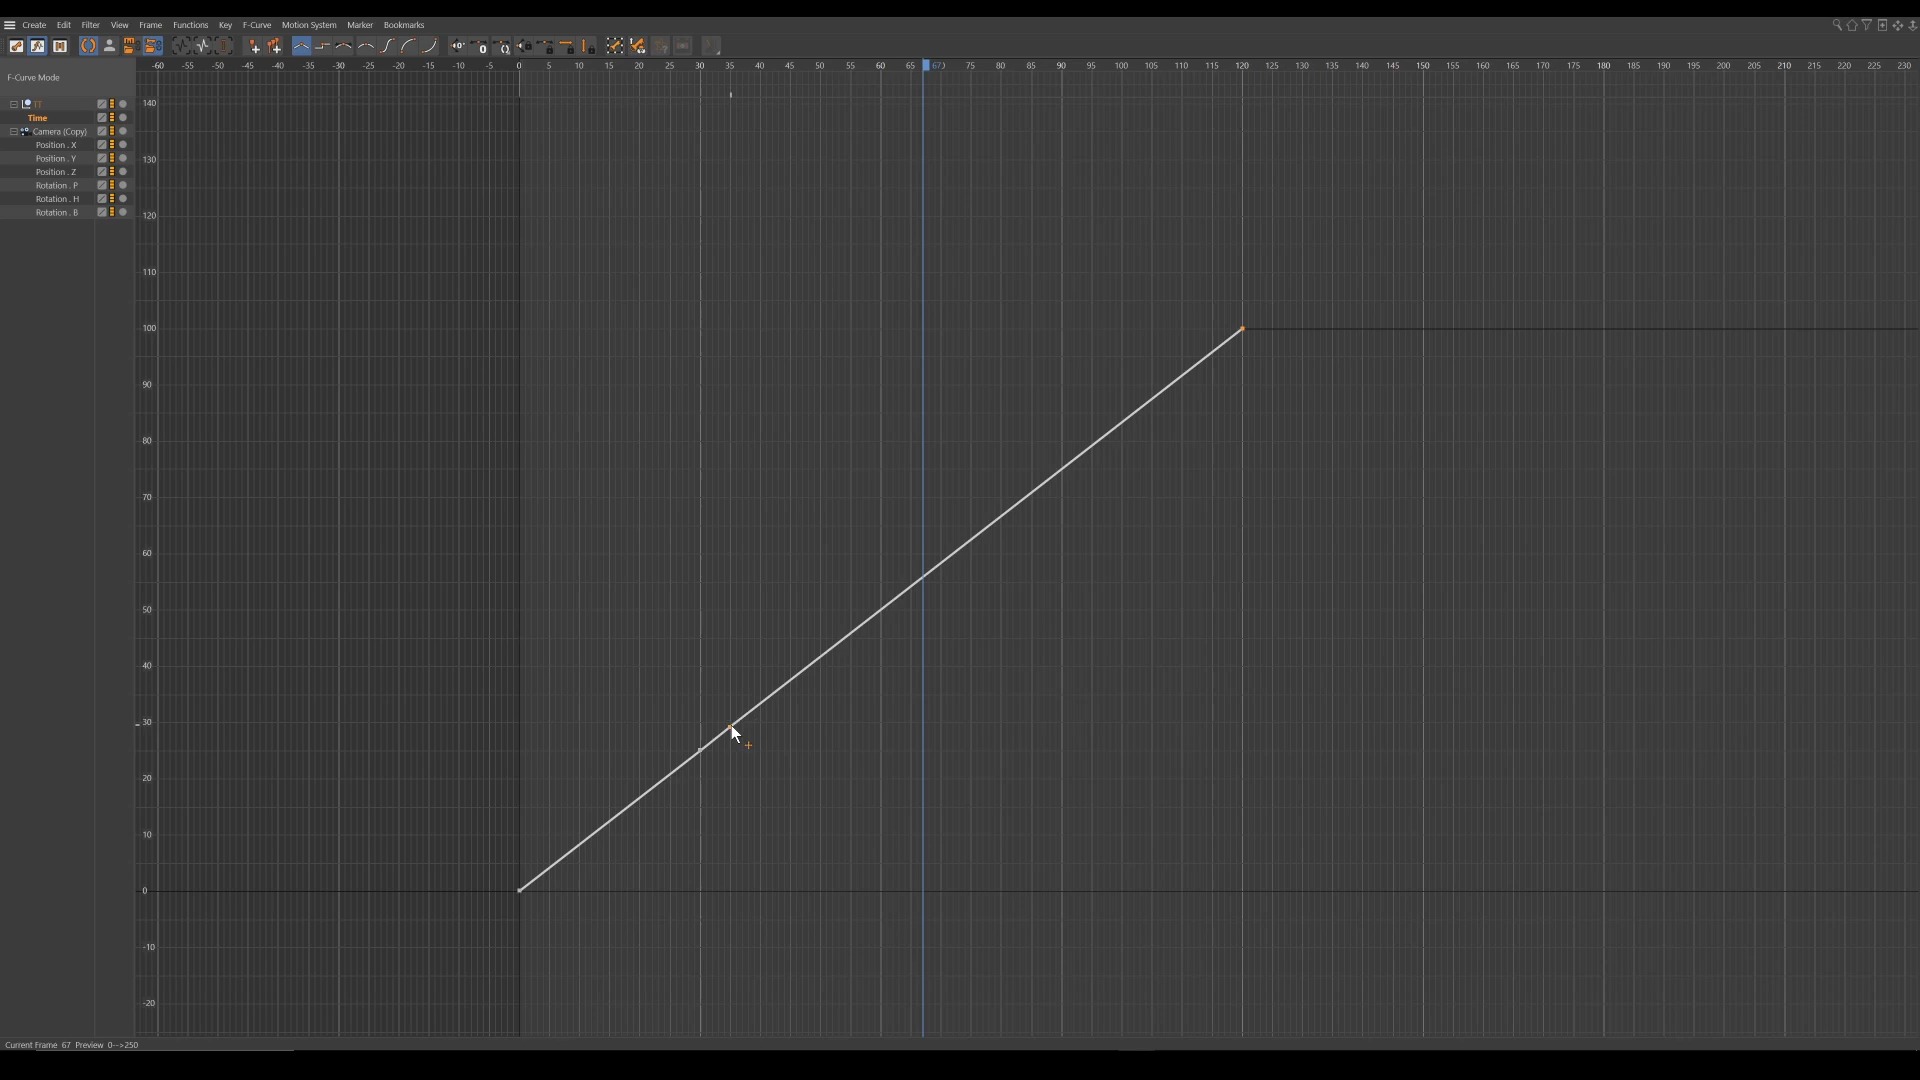 Create Edit Filter View Frame Functions Key F-Curve Motion System Marker Bookmarks
-60 -55 -50 -45 -40 -35 -30 -25 -20 -15 -10 -5 0 5 10 15 20 25 30 35 40 45 50 55 60 65 67 75 80 85 90 95 100 105 110 115 120 125 130 135 140 145 150 155 160 165 170 175 180 185 190 195 200 205 210 215 220 225 230
F-Curve Mode
TT
Time
Camera (Copy)
Position . X
Position . Y
Position . Z
Rotation . P
Rotation . H
Rotation . B
140
130
120
110
100
90
80
70
60
50
40
30
20
10
0
-10
-20
Current Frame 67 Preview 0-->250